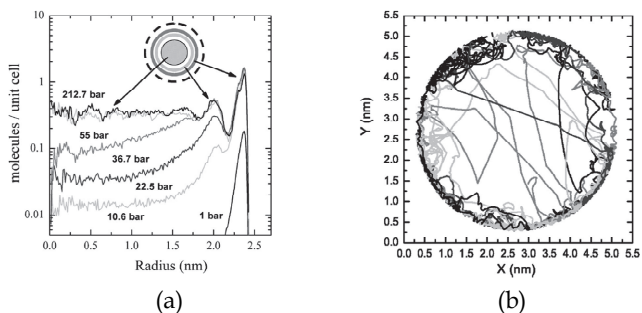 (a)
10
1
0.1
0.01
molecules / unit cell
212.7 bar
55 bar
36.7 bar
22.5 bar
10.6 bar
1 bar
0.0 0.5 1.0 1.5 2.0 2.5
Radius (nm)
(a)
(b)
5.5
5.0
4.5
4.0
3.5
3.0
2.5
2.0
1.5
1.0
0.5
0.0
Y (nm)
0.0 0.5 1.0 1.5 2.0 2.5 3.0 3.5 4.0 4.5 5.0 5.5
X (nm)
(b)